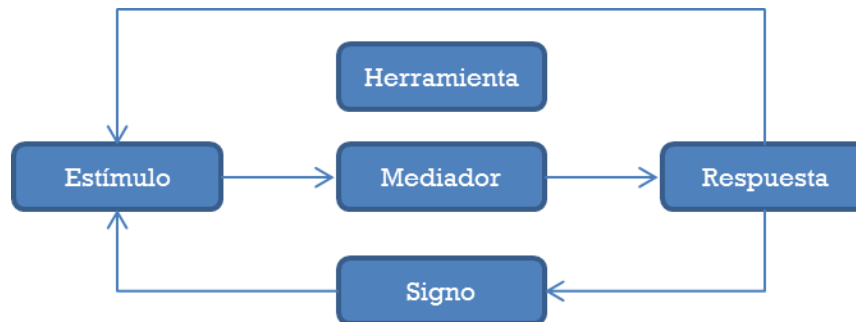 Herramienta
Estímulo
Mediador
Respuesta
Signo